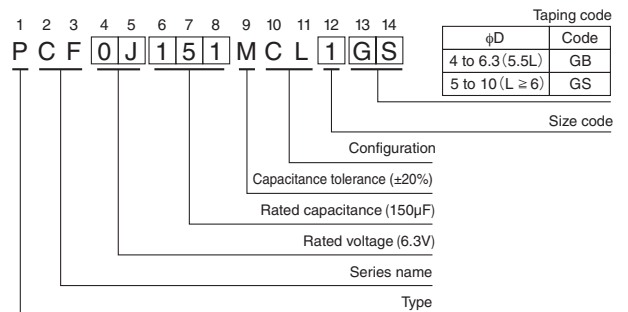 Taping code
1 2 3 4 5 6 7 8 9 10 11 12 13 14
P C F 0 J 1 5 1 M C L 1 G S
φD Code
4 to 6.3 (5.5L) GB
5 to 10 (L ≧ 6) GS
Size code
Configuration
Capacitance tolerance (±20%)
Rated capacitance (150μF)
Rated voltage (6.3V)
Series name
Type